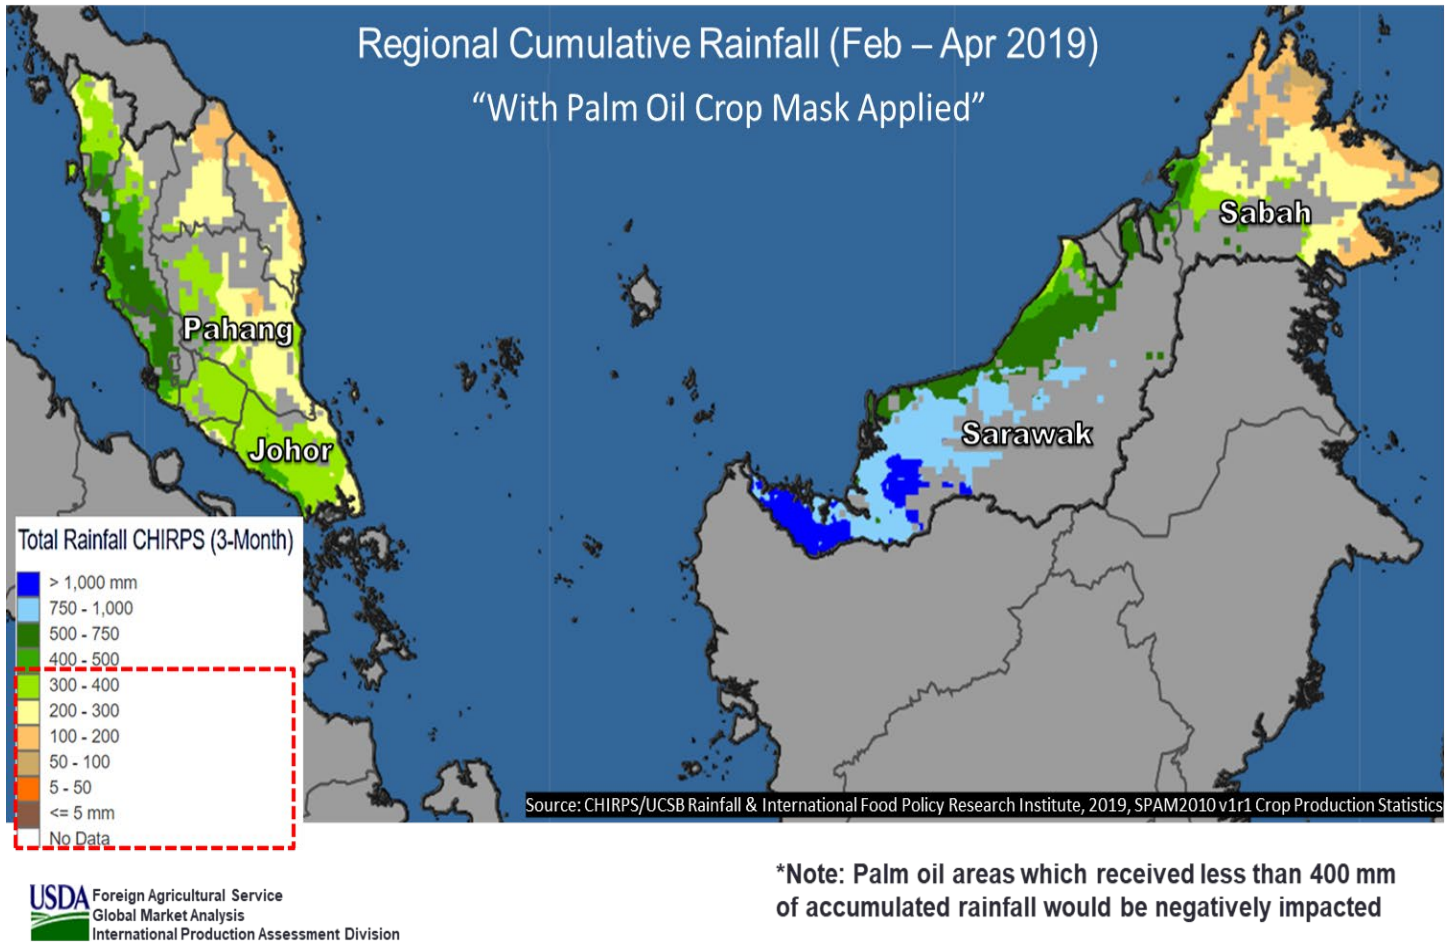 Regional Cumulative Rainfall (Feb – Apr 2019)
“With Palm Oil Crop Mask Applied”
Sabah
Pahang
Sarawak
Johor
Total Rainfall CHIRPS (3-Month)
> 1,000 mm
750 - 1,000
500 - 750
400 - 500
300 - 400
200 - 300
100 - 200
50 - 100
5 - 50
<= 5 mm
No Data
Source: CHIRPS/UCSB Rainfall & International Food Policy Research Institute, 2019, SPAM2010 v1r1 Crop Production Statistics
*Note: Palm oil areas which received less than 400 mm
of accumulated rainfall would be negatively impacted
USDA
Foreign Agricultural Service
Global Market Analysis
International Production Assessment Division